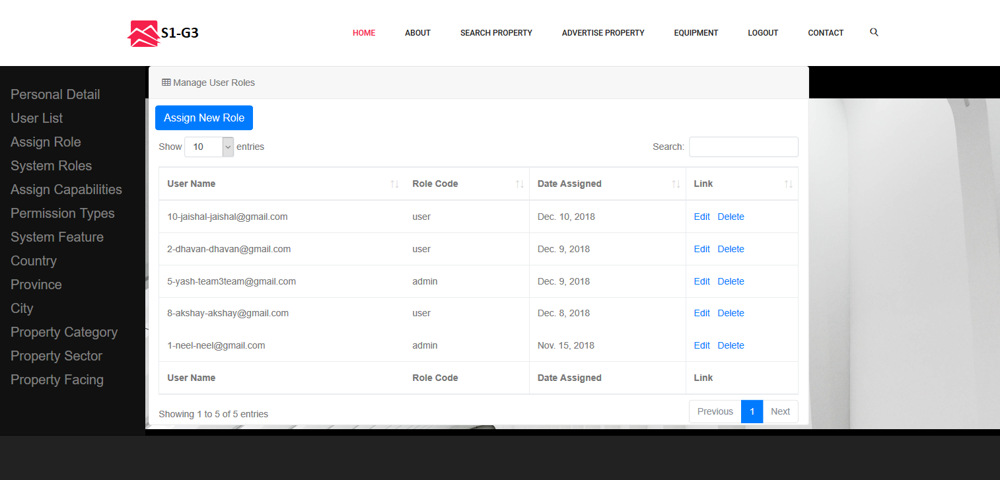 S1-G3
HOME ABOUT SEARCH PROPERTY ADVERTISE PROPERTY EQUIPMENT LOGOUT CONTACT
Personal Detail
User List
Assign Role
System Roles
Assign Capabilities
Permission Types
System Feature
Country
Province
City
Property Category
Property Sector
Property Facing
Manage User Roles
Assign New Role
Show 10 entries Search:
User Name Role Code Date Assigned Link
10-jaishal-jaishal@gmail.com user Dec. 10, 2018 Edit Delete
2-dhavan-dhavan@gmail.com user Dec. 9, 2018 Edit Delete
5-yash-team3team@gmail.com admin Dec. 9, 2018 Edit Delete
8-akshay-akshay@gmail.com user Dec. 8, 2018 Edit Delete
1-neel-neel@gmail.com admin Nov. 15, 2018 Edit Delete
User Name Role Code Date Assigned Link
Showing 1 to 5 of 5 entries Previous 1 Next